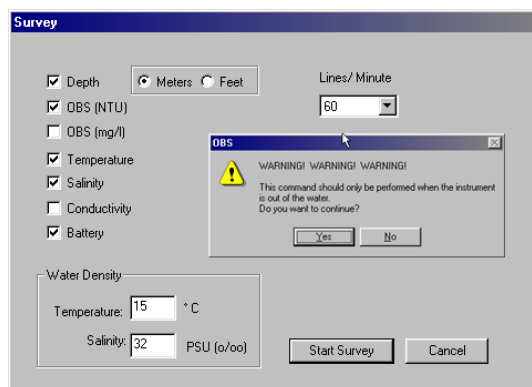 Survey
Depth
Meters Feet
Lines/ Minute
OBS (NTU)
60
OBS (mg/l)
Temperature
Salinity
Conductivity
Battery
OBS
WARNING! WARNING! WARNING!
This command should only be performed when the instrument
is out of the water.
Do you want to continue?
Yes No
Water Density
Temperature: 15 ° C
Salinity: 32 PSU (o/oo)
Start Survey Cancel